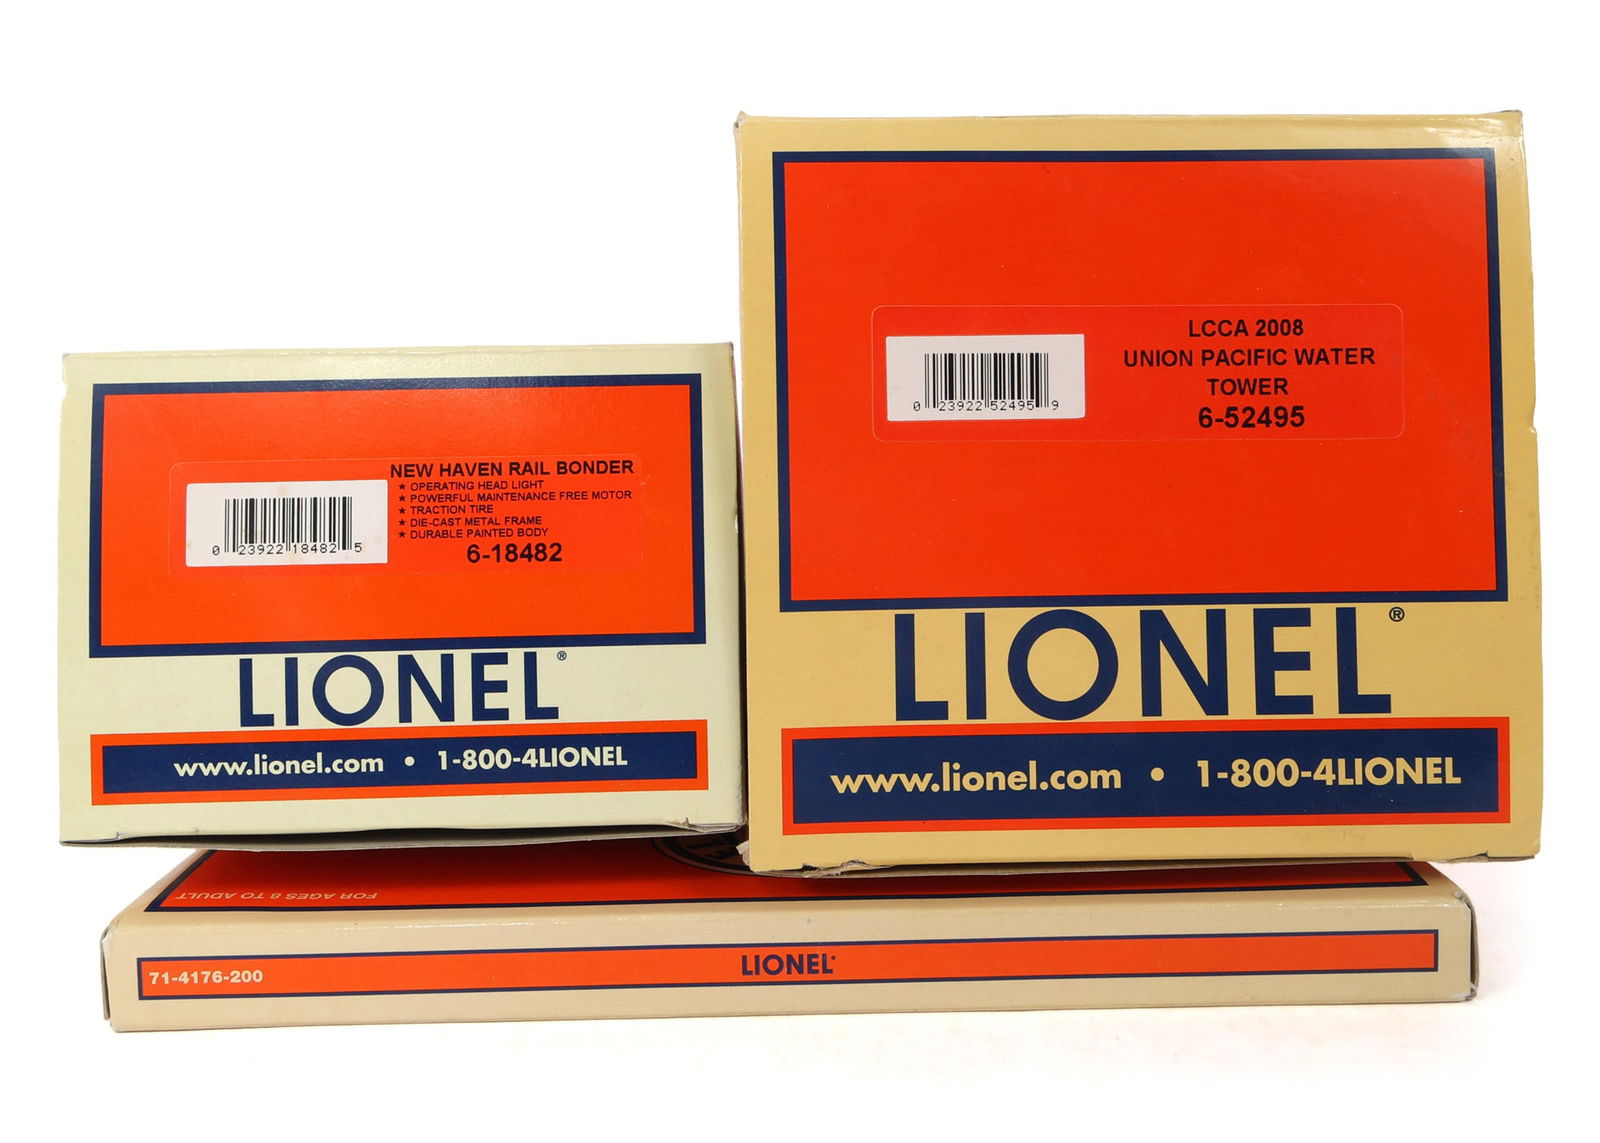 NEW HAVEN RAIL BONDER
★ OPERATING HEAD LIGHT
★ POWERFUL MAINTENANCE FREE MOTOR
★ TRACTION TIRE
★ DIE-CAST METAL FRAME
★ DURABLE PAINTED BODY
6-18482
0 23922 18482 5
LIONEL®
www.lionel.com • 1-800-4LIONEL
LCCA 2008
UNION PACIFIC WATER
TOWER
6-52495
0 23922 52495 9
LIONEL®
www.lionel.com • 1-800-4LIONEL
FOR AGES 8 TO ADULT
71-4176-200
LIONEL